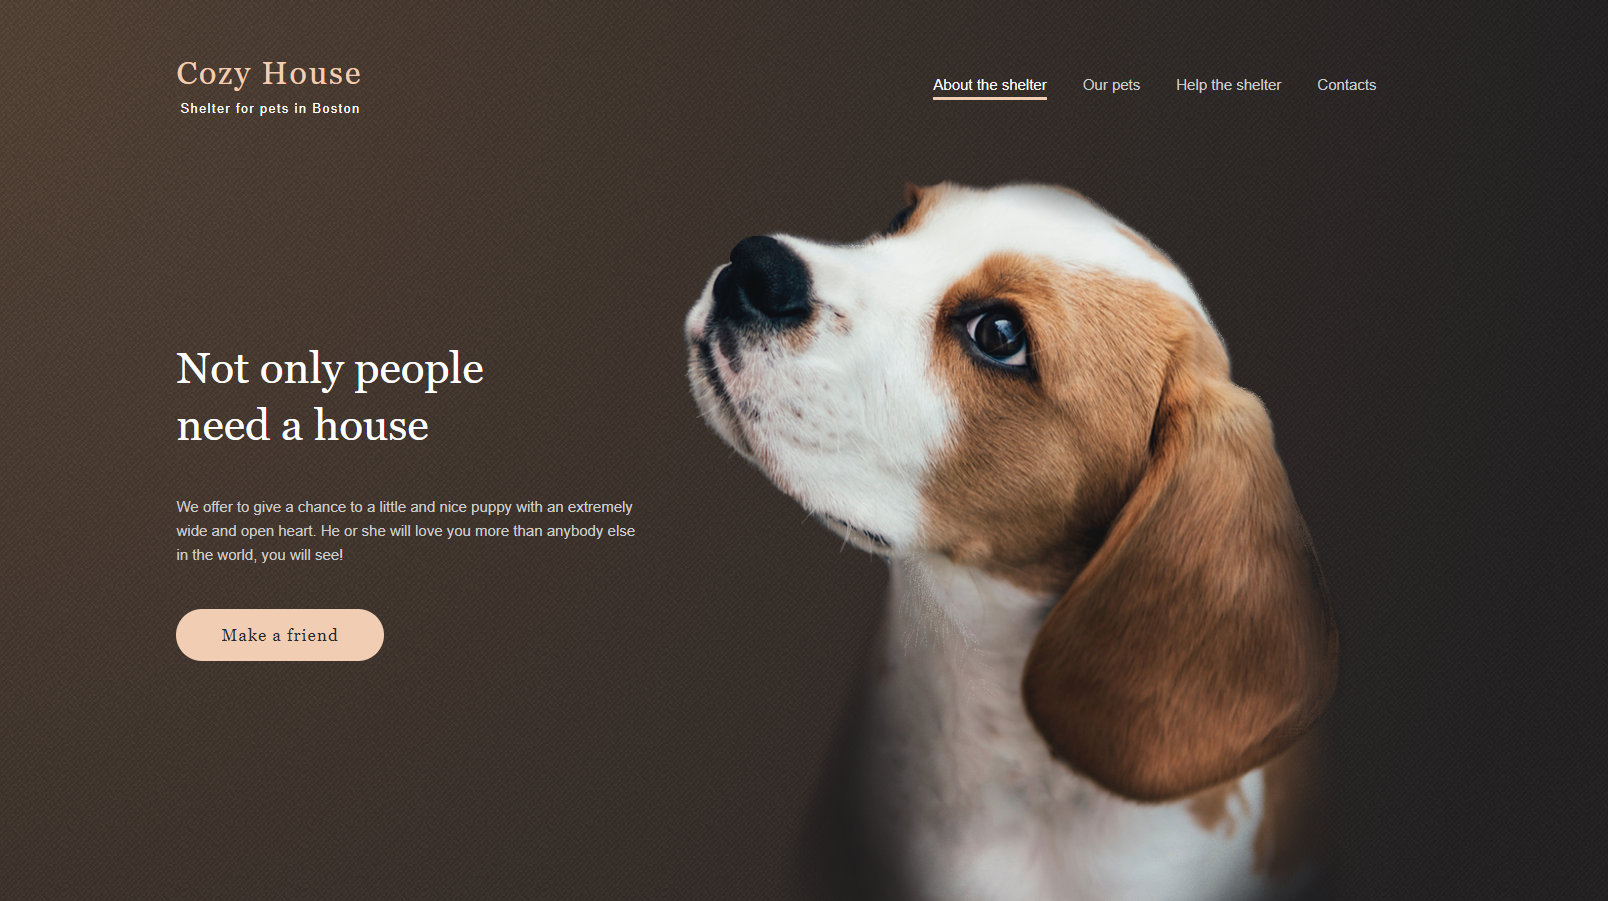 Cozy House
Shelter for pets in Boston
About the shelter Our pets Help the shelter Contacts
Not only people
need a house
We offer to give a chance to a little and nice puppy with an extremely
wide and open heart. He or she will love you more than anybody else
in the world, you will see!
Make a friend